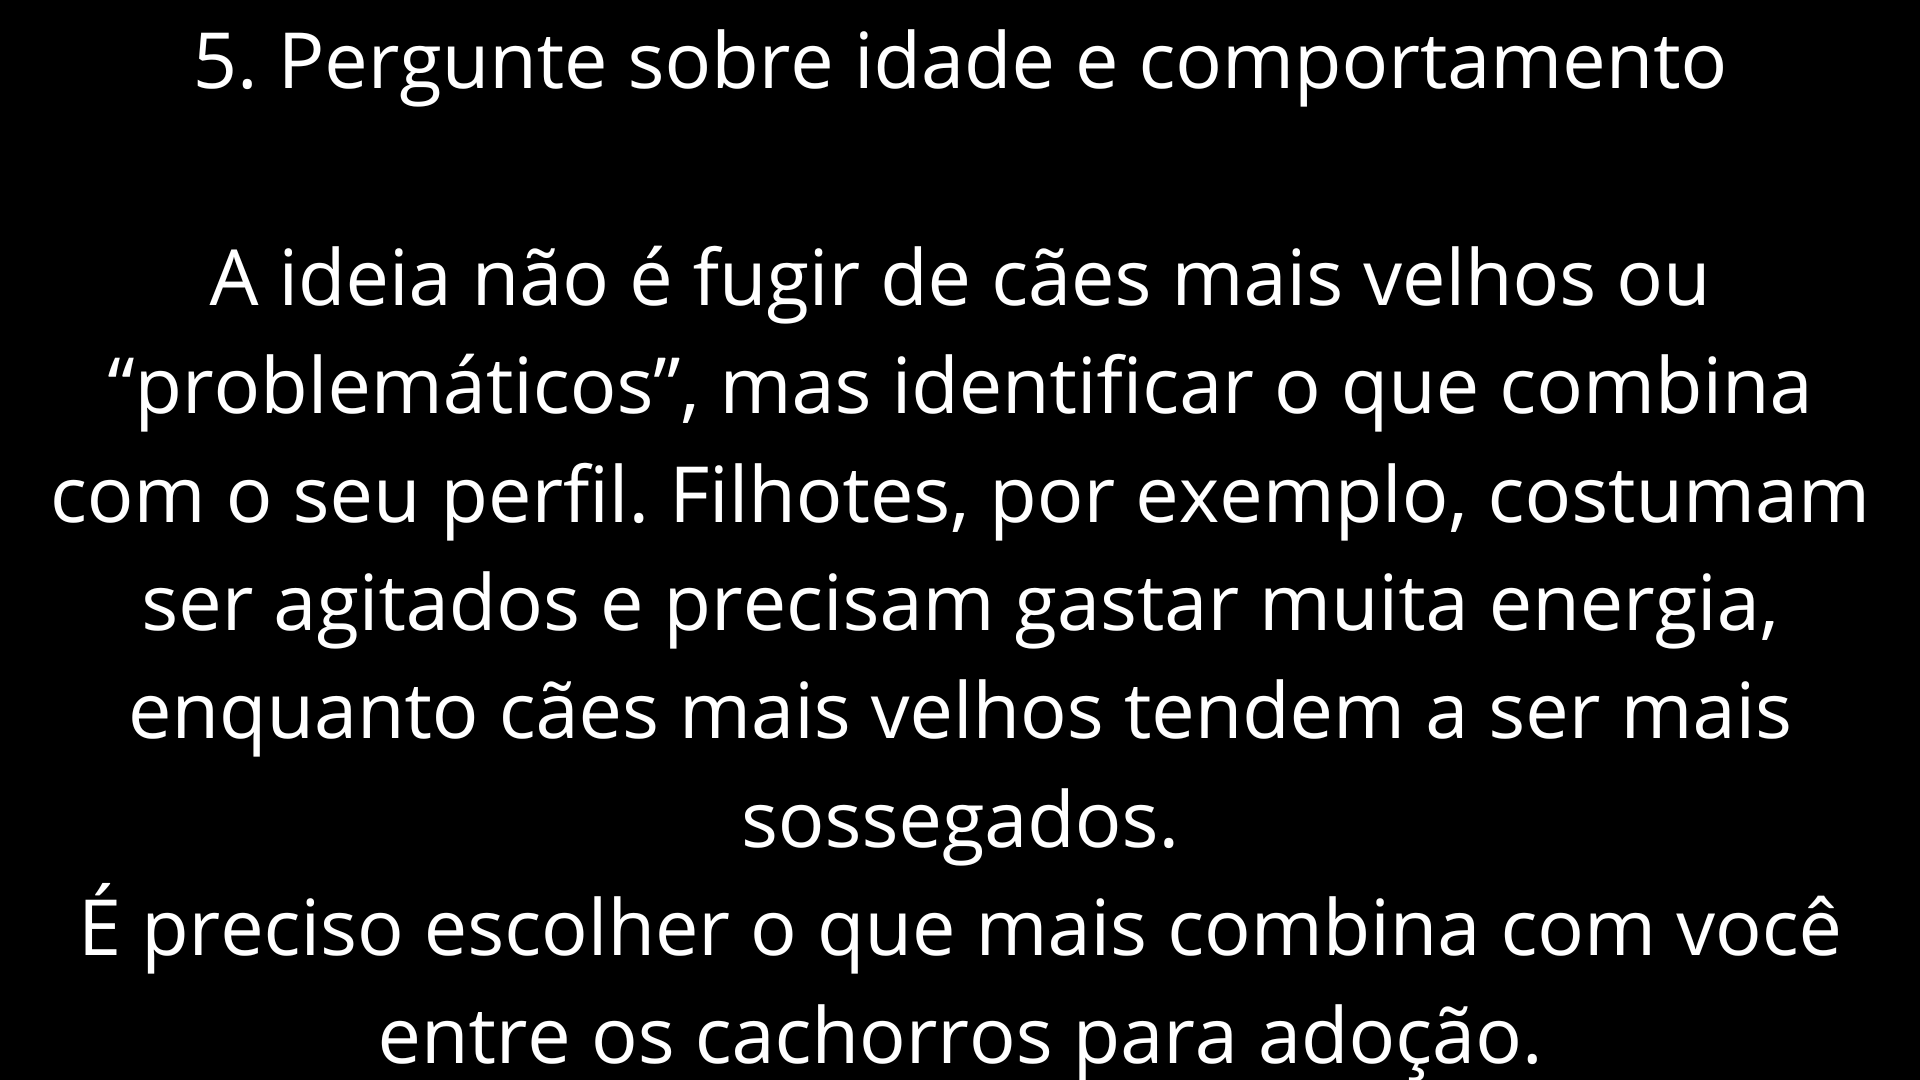 5. Pergunte sobre idade e comportamento
A ideia não é fugir de cães mais velhos ou
“problemáticos”, mas identificar o que combina
com o seu perfil. Filhotes, por exemplo, costumam
ser agitados e precisam gastar muita energia,
enquanto cães mais velhos tendem a ser mais
sossegados.
É preciso escolher o que mais combina com você
entre os cachorros para adoção.